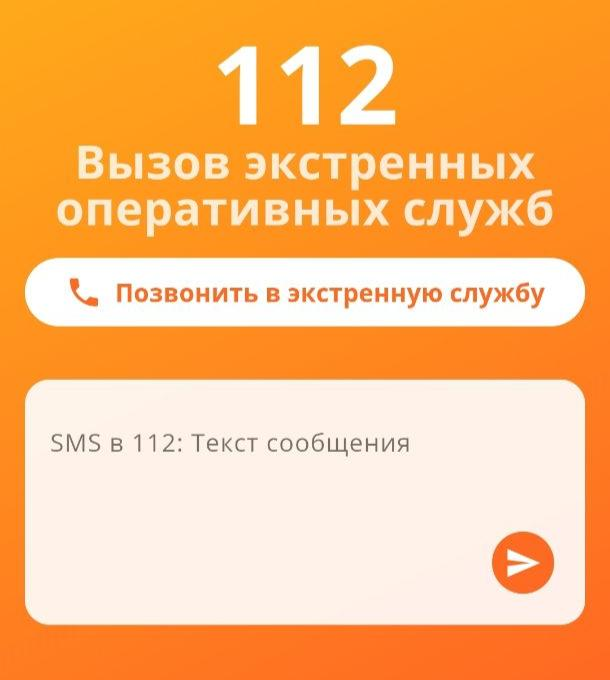 112
Вызов экстренных
оперативных служб
Позвонить в экстренную службу
SMS в 112: Текст сообщения